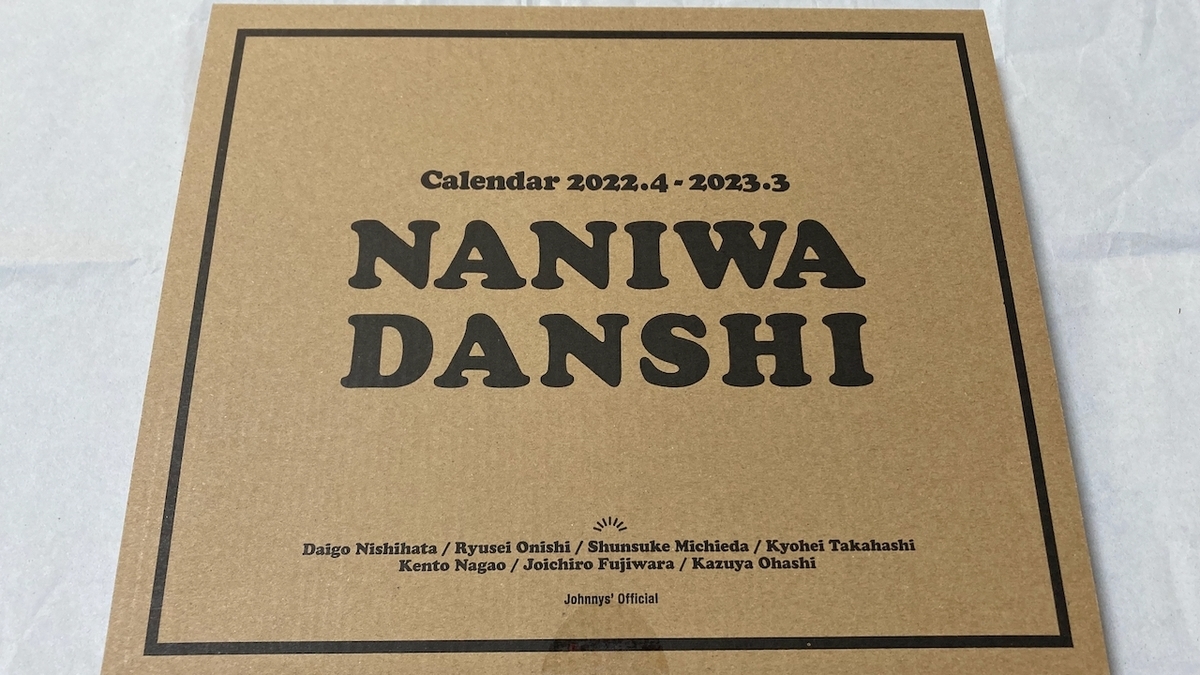 Calendar 2022.4 - 2023.3
NANIWA
DANSHI
Daigo Nishihata / Ryusei Onishi / Shunsuke Michieda / Kyohei Takahashi
Kento Nagao / Joichiro Fujiwara / Kazuya Ohashi
Johnnys' Official